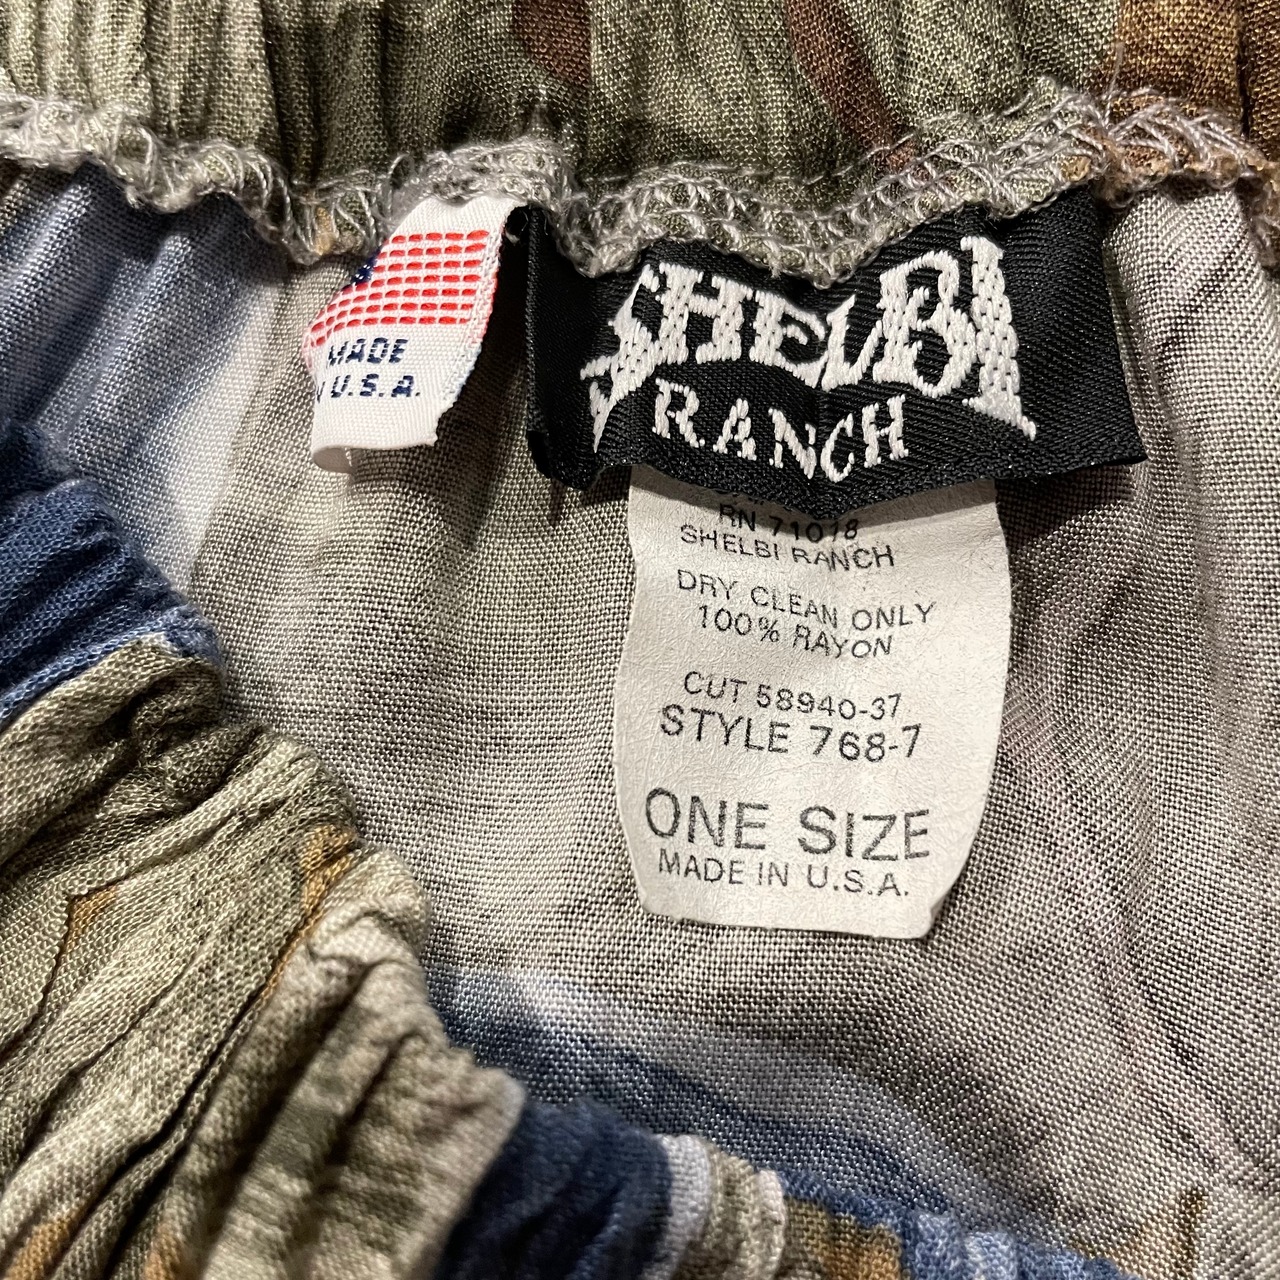 MADE
U.S.A.
SHELBI
RANCH
RN 71018
SHELBI RANCH
DRY CLEAN ONLY
100% RAYON
CUT 58940-37
STYLE 768-7
ONE SIZE
MADE IN U.S.A.